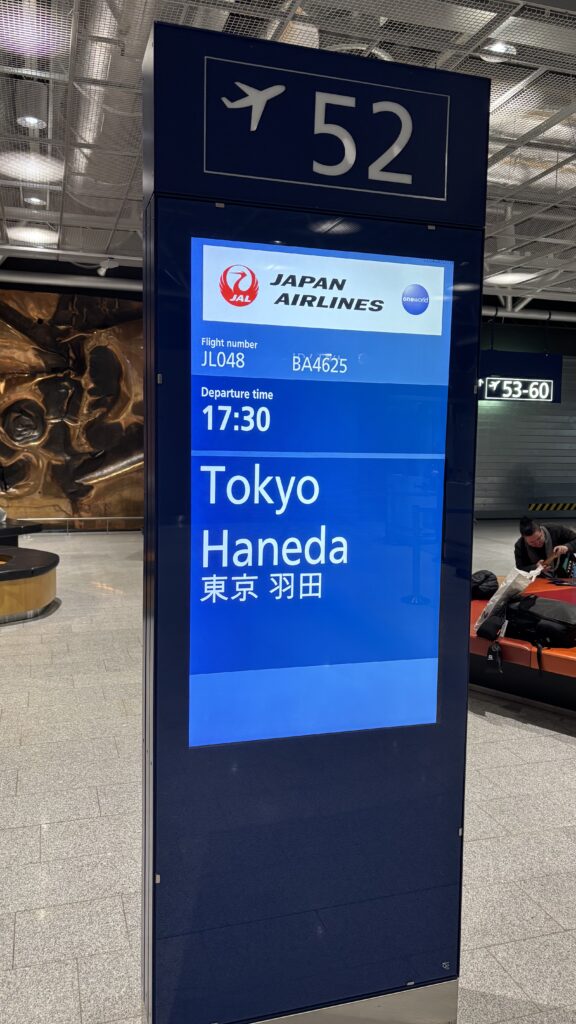 52
JAL
JAPAN
AIRLINES
oneworld
Flight number
JL048 BA4625
Departure time
17:30
Tokyo
Haneda
東京 羽田
53-60